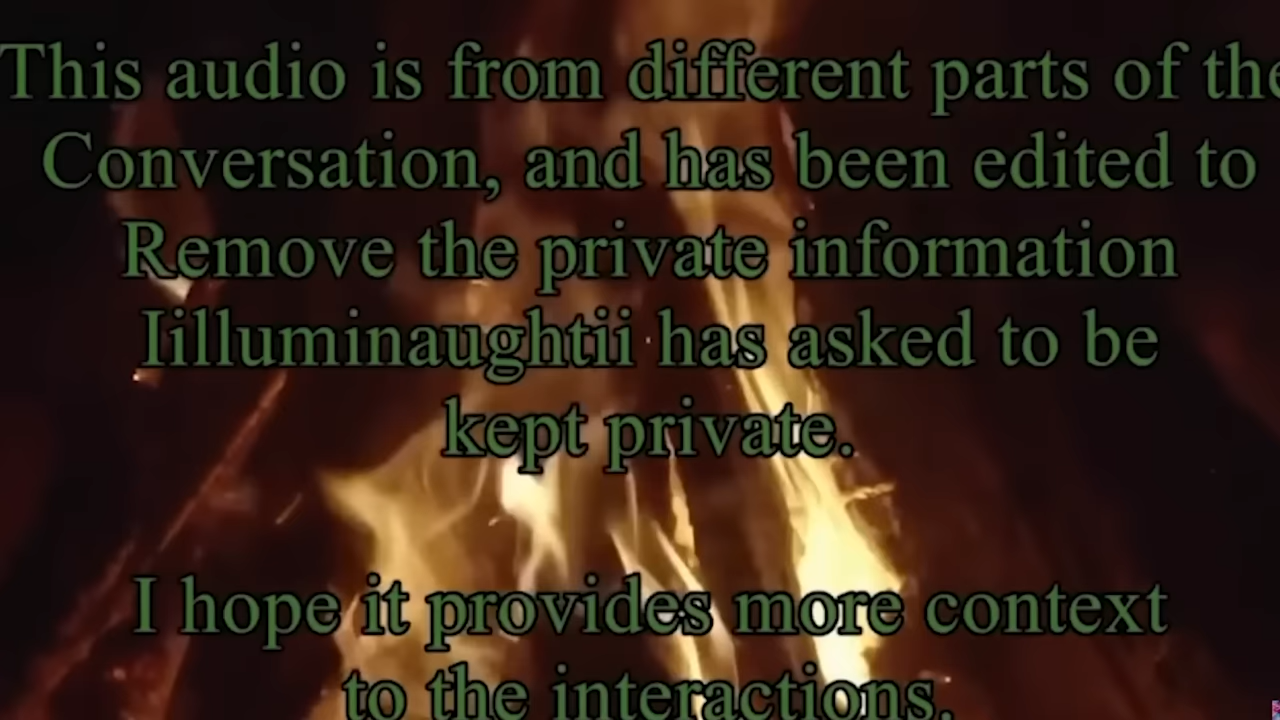 This audio is from different parts of the
Conversation, and has been edited to
Remove the private information
Iilluminaughtii has asked to be
kept private.
I hope it provides more context
to the interactions.